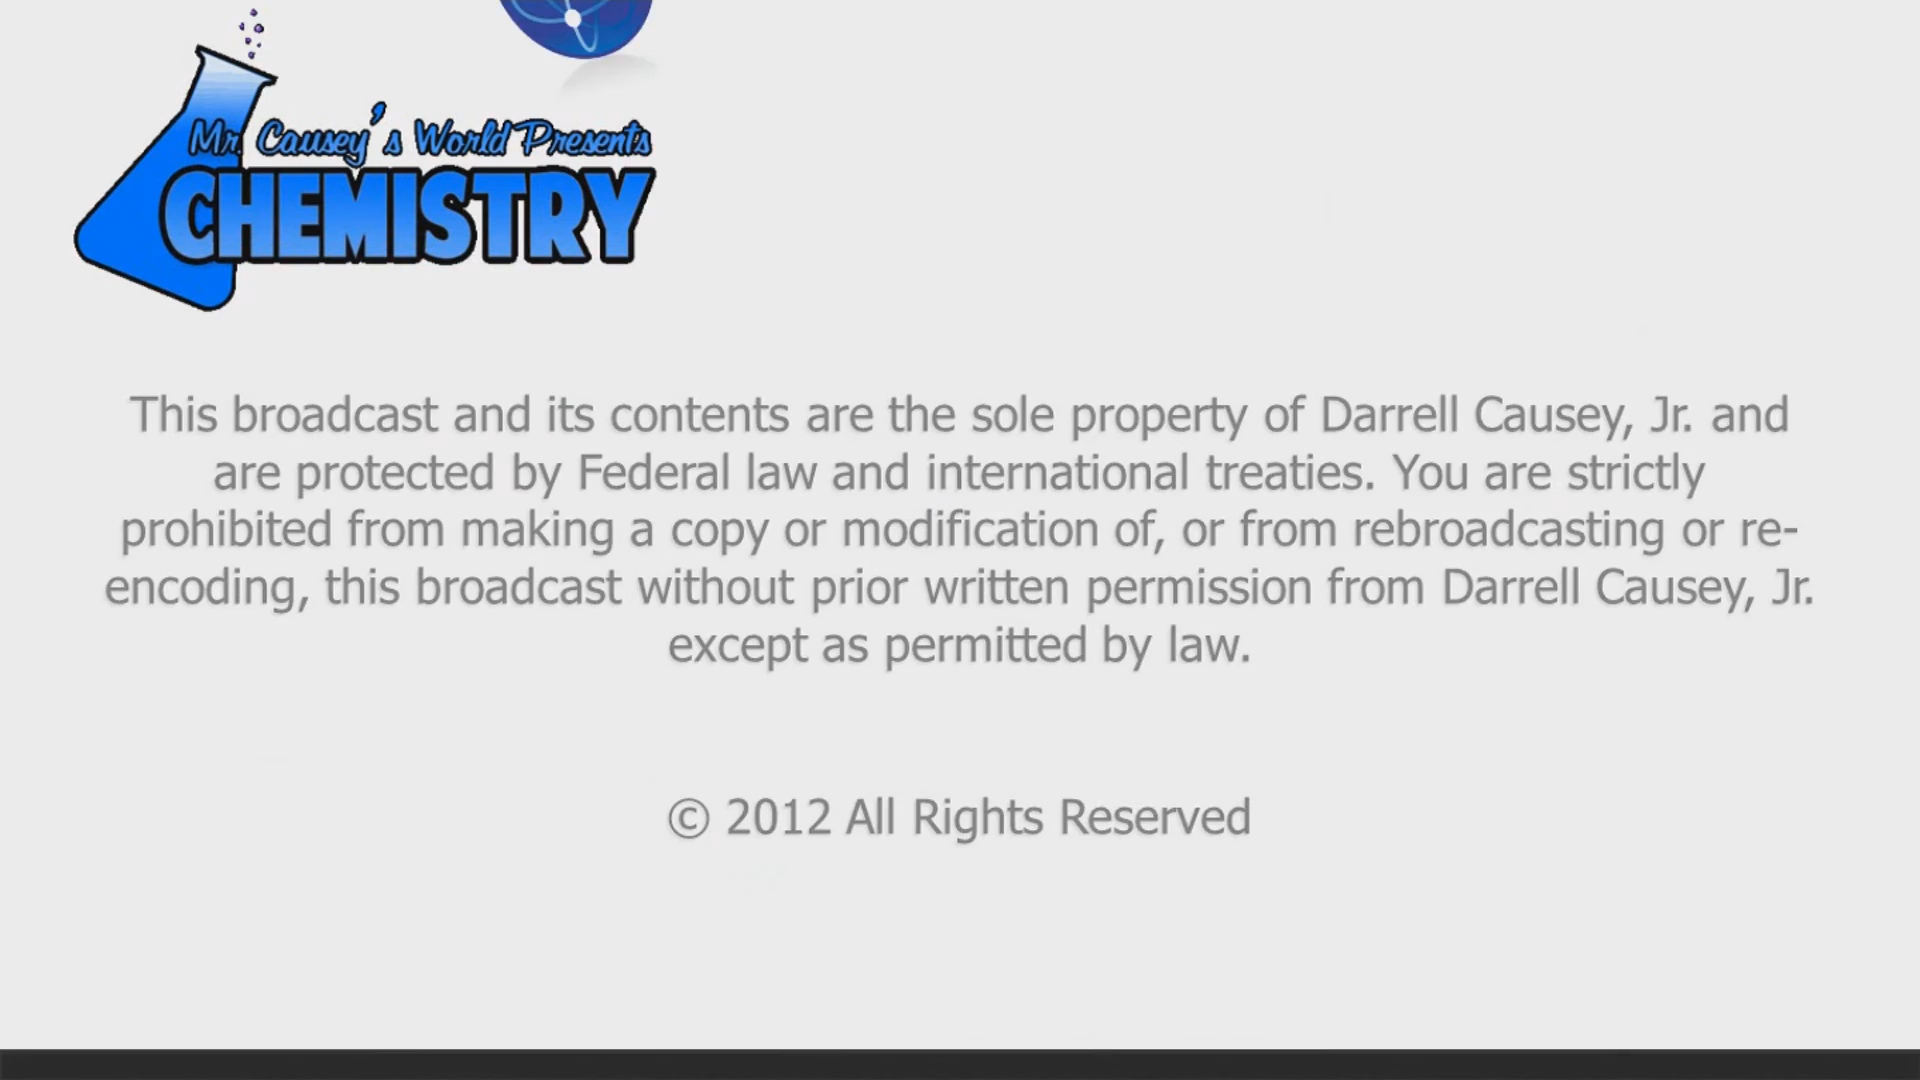 Mr. Causey's World Presents
CHEMISTRY
This broadcast and its contents are the sole property of Darrell Causey, Jr. and
are protected by Federal law and international treaties. You are strictly
prohibited from making a copy or modification of, or from rebroadcasting or re-
encoding, this broadcast without prior written permission from Darrell Causey, Jr.
except as permitted by law.
© 2012 All Rights Reserved